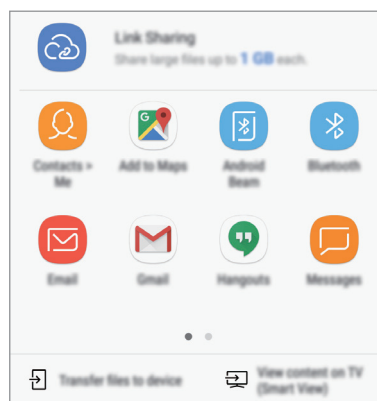 Link Sharing
Share large files up to 1 GB each.
Contacts > Add to Maps Android Bluetooth
Me Beam
Email Gmail Hangouts Messages
Transfer files to device
View content on TV
(Smart View)